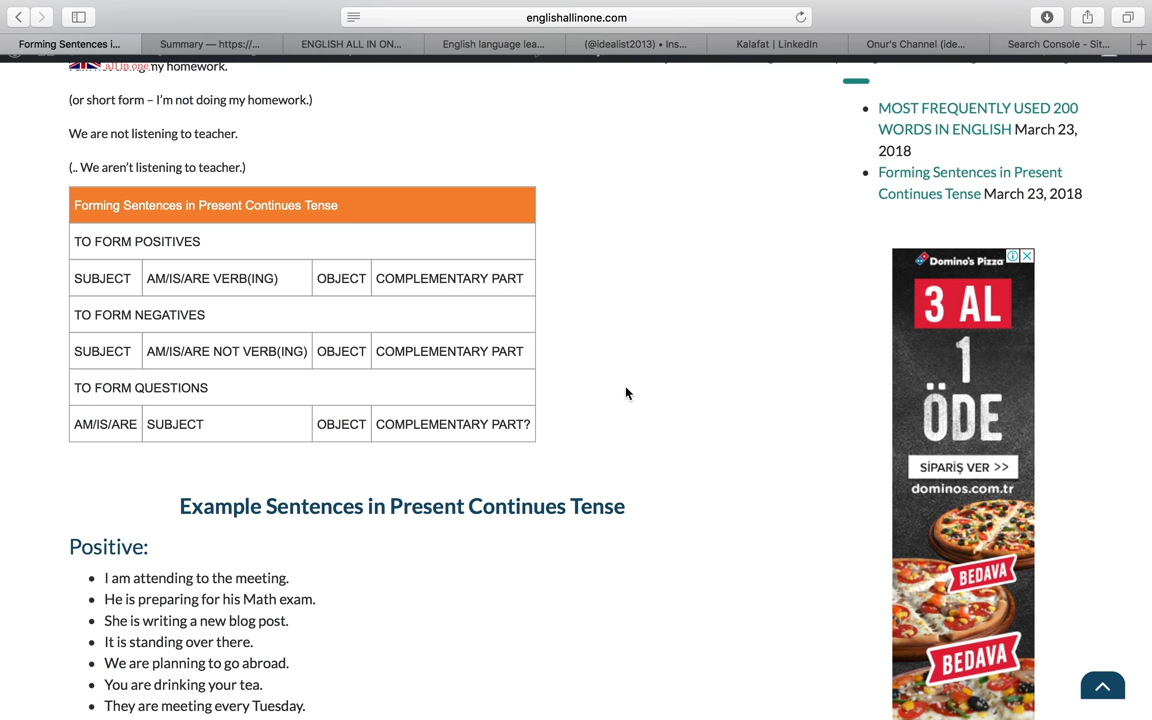 englishallinone.com
Forming Sentences i...
Summary — https://...
ENGLISH ALL IN ON...
English language lea...
(@idealist2013) • Ins...
Kalafat | LinkedIn
Onur's Channel (ide...
Search Console - Sit...
all in one my homework.
(or short form – I'm not doing my homework.)
We are not listening to teacher.
(.. We aren't listening to teacher.)
Forming Sentences in Present Continues Tense
TO FORM POSITIVES
SUBJECT AM/IS/ARE VERB(ING) OBJECT COMPLEMENTARY PART
TO FORM NEGATIVES
SUBJECT AM/IS/ARE NOT VERB(ING) OBJECT COMPLEMENTARY PART
TO FORM QUESTIONS
AM/IS/ARE SUBJECT OBJECT COMPLEMENTARY PART?
Example Sentences in Present Continues Tense
Positive:
• I am attending to the meeting.
• He is preparing for his Math exam.
• She is writing a new blog post.
• It is standing over there.
• We are planning to go abroad.
• You are drinking your tea.
• They are meeting every Tuesday.
• MOST FREQUENTLY USED 200
WORDS IN ENGLISH March 23,
2018
• Forming Sentences in Present
Continues Tense March 23, 2018
Domino's Pizza
3 AL
1
ÖDE
SİPARİŞ VER >>
dominos.com.tr
BEDAVA
BEDAVA